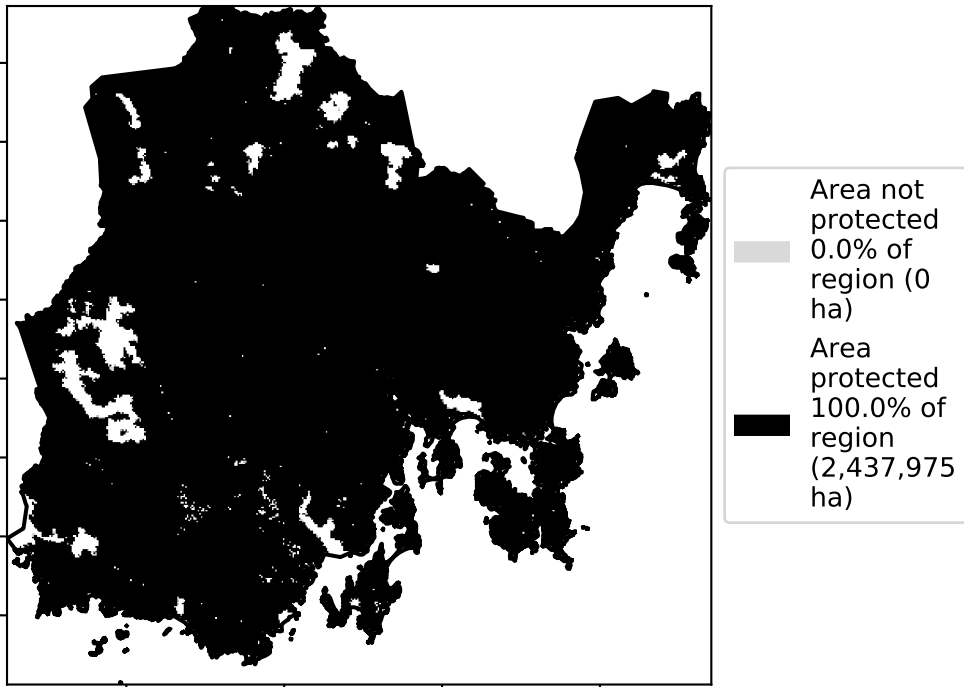 Area not
protected
0.0% of
region (0
ha)
Area
protected
100.0% of
region
(2,437,975
ha)